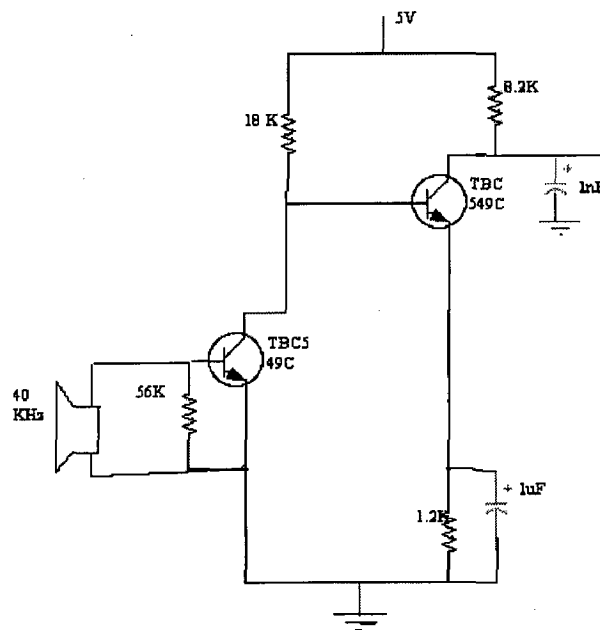 5V
18 K
8.2K
TBC
549C
1nF
TBC5
49C
40
KHz
56K
1.2K
+ 1uF
+